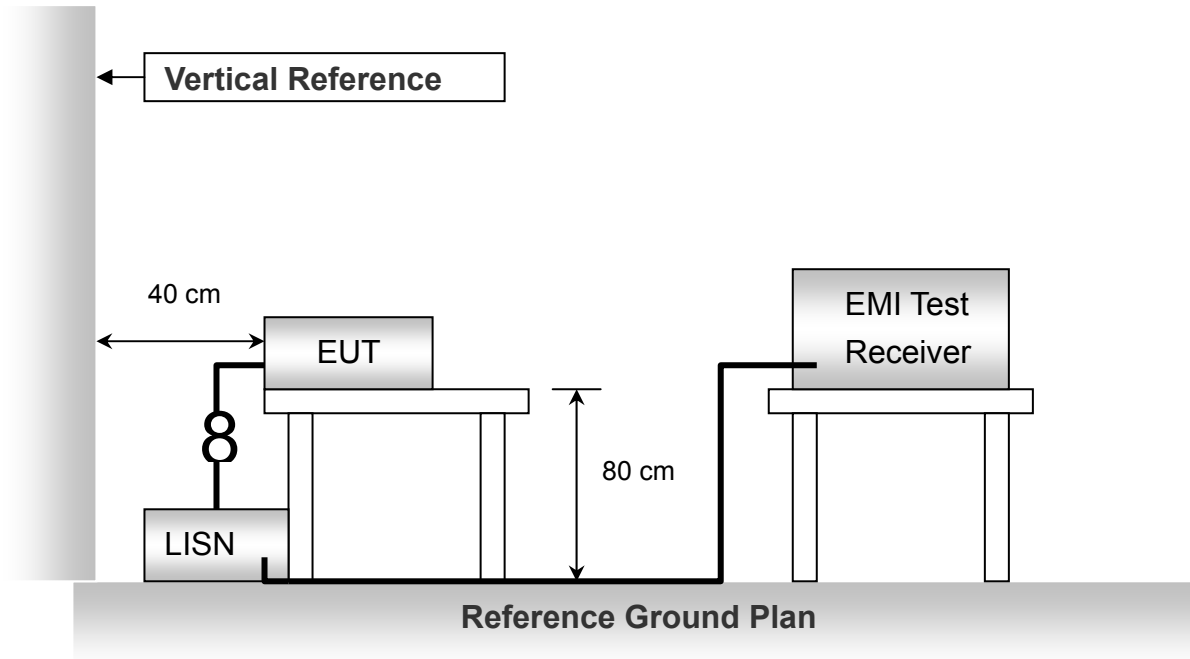 Vertical Reference
40 cm
EUT
EMI Test
Receiver
80 cm
LISN
Reference Ground Plan